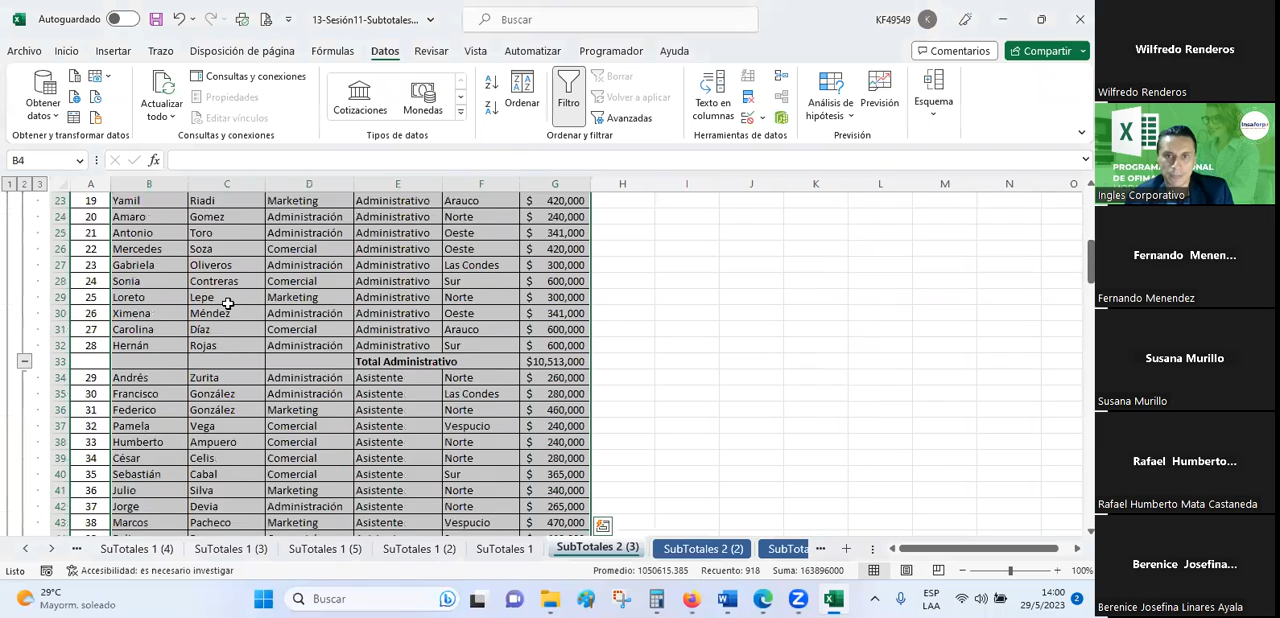 Autoguardado 13-Sesión11-Subtotales... Buscar KF49549
Archivo Inicio Insertar Trazo Disposición de página Fórmulas Datos Revisar Vista Automatizar Programador Ayuda Comentarios Compartir
Obtener datos
Obtener y transformar datos
Actualizar todo
Consultas y conexiones
Propiedades
Editar vínculos
Consultas y conexiones
Cotizaciones Monedas
Tipos de datos
Ordenar Filtro
Borrar
Volver a aplicar
Avanzadas
Ordenar y filtrar
Texto en columnas
Herramientas de datos
Análisis de hipótesis
Previsión
Previsión
Esquema
B4 fx
1 2 3 A B C D E F G H I J K L M N O
23 19 Yamil Riadi Marketing Administrativo Arauco $ 420,000
24 20 Amaro Gomez Administración Administrativo Norte $ 240,000
25 21 Antonio Toro Administración Administrativo Oeste $ 341,000
26 22 Mercedes Soza Comercial Administrativo Oeste $ 420,000
27 23 Gabriela Oliveros Administración Administrativo Las Condes $ 300,000
28 24 Sonia Contreras Comercial Administrativo Sur $ 600,000
29 25 Loreto Lepe Marketing Administrativo Norte $ 300,000
30 26 Ximena Méndez Administración Administrativo Oeste $ 341,000
31 27 Carolina Díaz Comercial Administrativo Arauco $ 600,000
32 28 Hernán Rojas Administración Administrativo Sur $ 600,000
33 Total Administrativo $10,513,000
34 29 Andrés Zurita Administración Asistente Norte $ 260,000
35 30 Francisco González Administración Asistente Las Condes $ 280,000
36 31 Federico González Marketing Asistente Norte $ 460,000
37 32 Pamela Vega Comercial Asistente Vespucio $ 240,000
38 33 Humberto Ampuero Comercial Asistente Norte $ 240,000
39 34 César Celis Comercial Asistente Norte $ 280,000
40 35 Sebastián Cabal Comercial Asistente Sur $ 365,000
41 36 Julio Silva Marketing Asistente Norte $ 340,000
42 37 Jorge Devia Administración Asistente Norte $ 265,000
43 38 Marcos Pacheco Marketing Asistente Vespucio $ 470,000
... SuTotales 1 (4) SuTotales 1 (3) SuTotales 1 (5) SuTotales 1 (2) SuTotales 1 SubTotales 2 (3) SubTotales 2 (2) SubTota ...
Listo Accesibilidad: es necesario investigar Promedio: 1050615.385 Recuento: 918 Suma: 163896000 100%
29°C
Mayorm. soleado
Buscar
ESP
LAA
14:00
29/5/2023
2
Wilfredo Renderos
Wilfredo Renderos
Insaforp
PROGRAMA
DE OFIM
Ingles Corporativo
Fernando Menen...
Fernando Menendez
Susana Murillo
Susana Murillo
Rafael Humberto...
Rafael Humberto Mata Castaneda
Berenice Josefina...
Berenice Josefina Linares Ayala